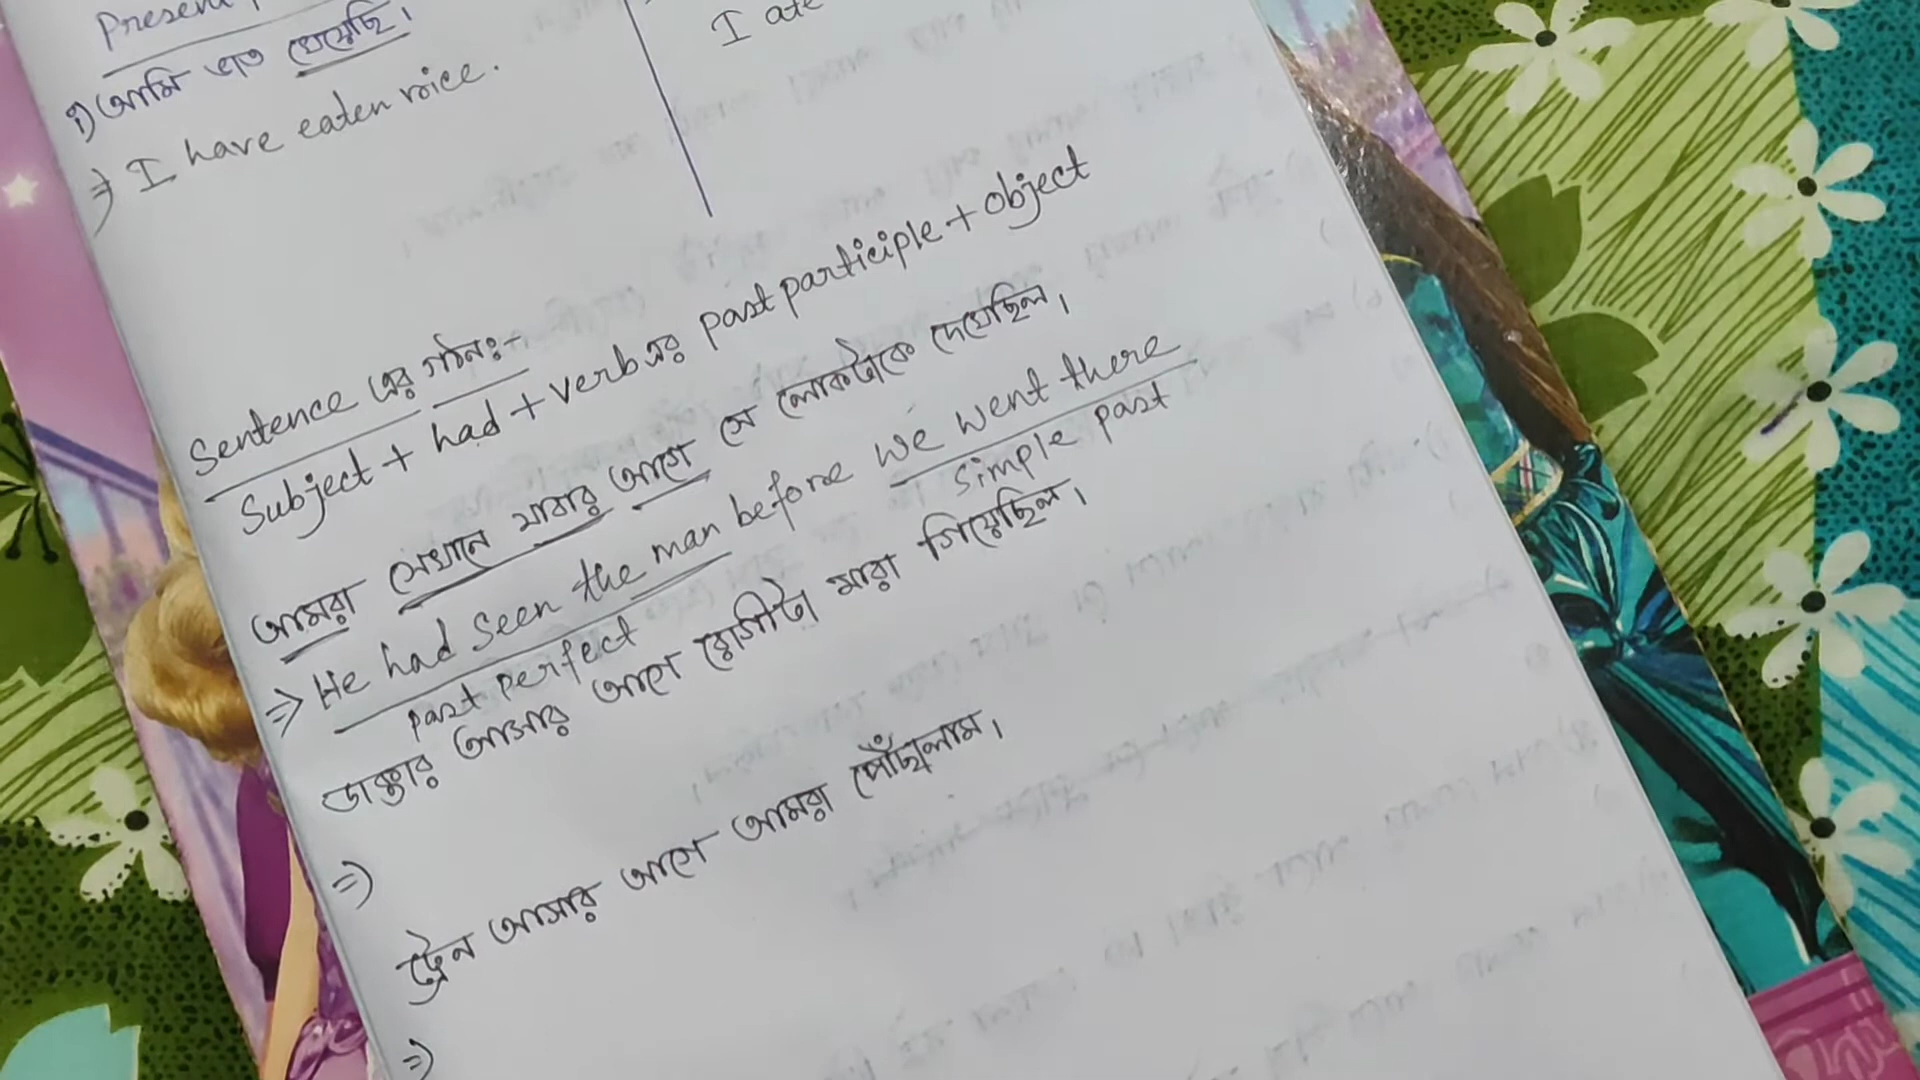 Present
i) আমি ভাত খেয়েছি।
⇒ I have eaten rice.
I ate
Sentence এর গঠনঃ-
Subject + had + verb এর past participle + object
আমরা সেখানে যাবার আগে সে লোকটাকে দেখেছিল।
⇒ He had seen the man before we went there
past perfect
simple past
ডাক্তার আসার আগে রোগীটা মারা গিয়েছিল।
⇒
ট্রেন আসার আগে আমরা পৌঁছলাম।
⇒